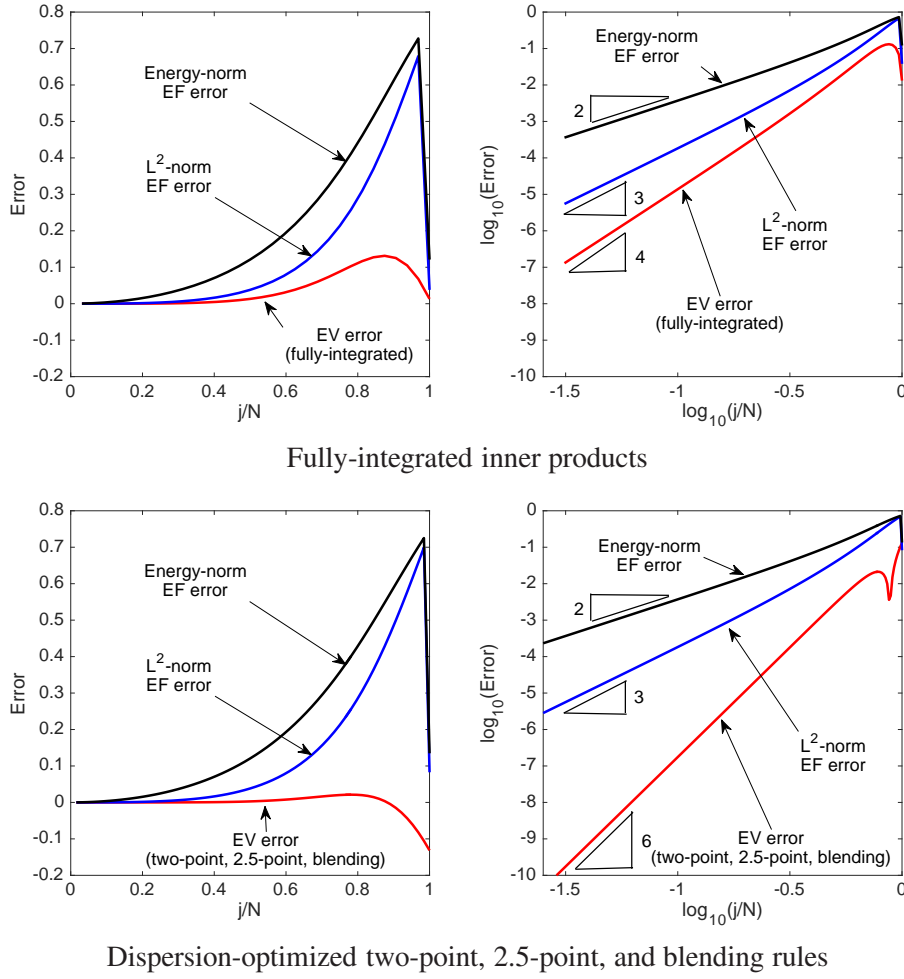 0.8
0.7
0.6
0.5
0.4
0.3
0.2
0.1
0
-0.1
-0.2
Error
Energy-norm
EF error
L²-norm
EF error
EV error
(fully-integrated)
0
0.2
0.4
0.6
0.8
1
j/N
0
-1
-2
-3
-4
-5
-6
-7
-8
-9
-10
log₁₀(Error)
Energy-norm
EF error
2
3
4
L²-norm
EF error
EV error
(fully-integrated)
-1.5
-1
-0.5
0
log₁₀(j/N)
Fully-integrated inner products
0.8
0.7
0.6
0.5
0.4
0.3
0.2
0.1
0
-0.1
-0.2
Error
Energy-norm
EF error
L²-norm
EF error
EV error
(two-point, 2.5-point, blending)
0
0.2
0.4
0.6
0.8
1
j/N
0
-1
-2
-3
-4
-5
-6
-7
-8
-9
-10
log₁₀(Error)
Energy-norm
EF error
2
3
L²-norm
EF error
6
EV error
(two-point, 2.5-point, blending)
-1.5
-1
-0.5
0
log₁₀(j/N)
Dispersion-optimized two-point, 2.5-point, and blending rules